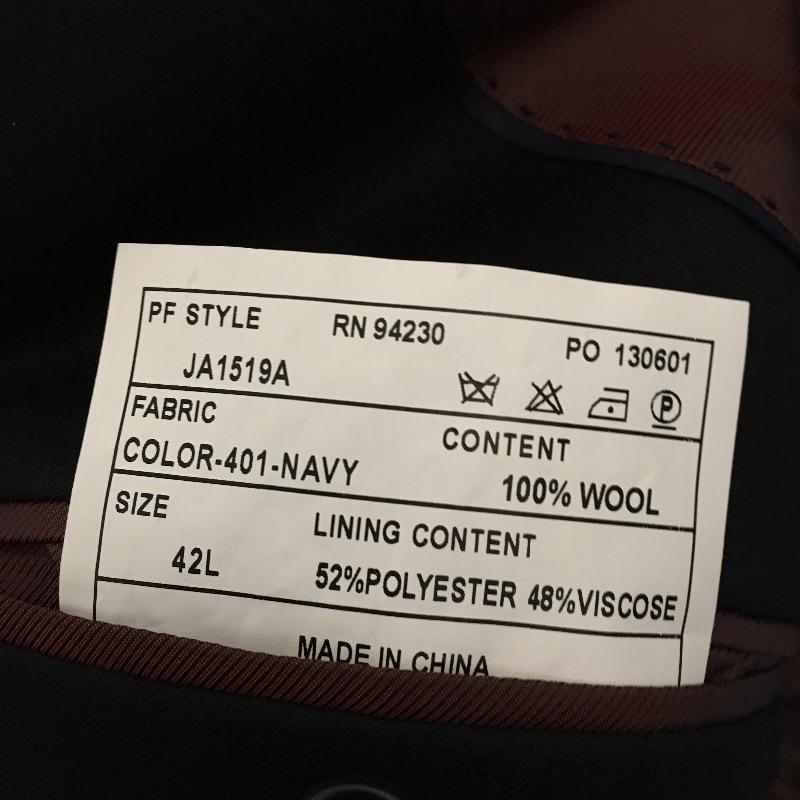 PF STYLE RN 94230 PO 130601
JA1519A
P
FABRIC CONTENT
COLOR-401-NAVY 100% WOOL
SIZE LINING CONTENT
42L 52%POLYESTER 48%VISCOSE
MADE IN CHINA